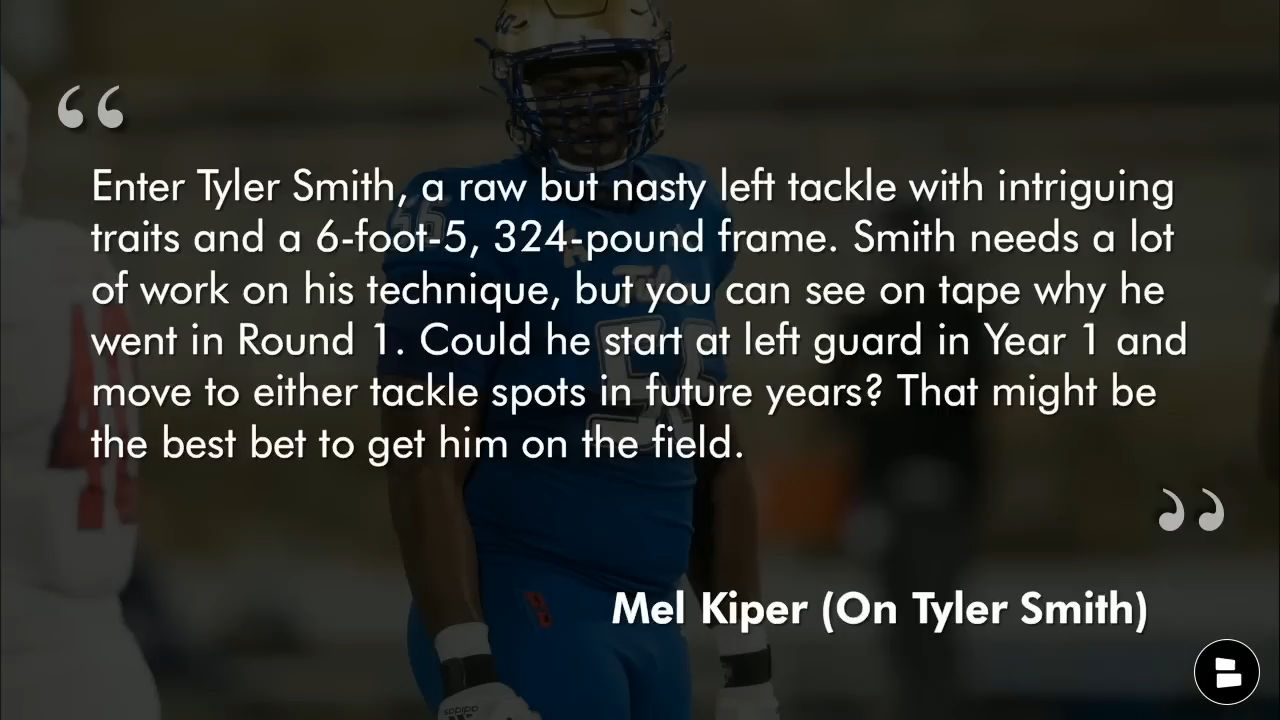 “
Enter Tyler Smith, a raw but nasty left tackle with intriguing
traits and a 6-foot-5, 324-pound frame. Smith needs a lot
of work on his technique, but you can see on tape why he
went in Round 1. Could he start at left guard in Year 1 and
move to either tackle spots in future years? That might be
the best bet to get him on the field.
”
Mel Kiper (On Tyler Smith)
adidas